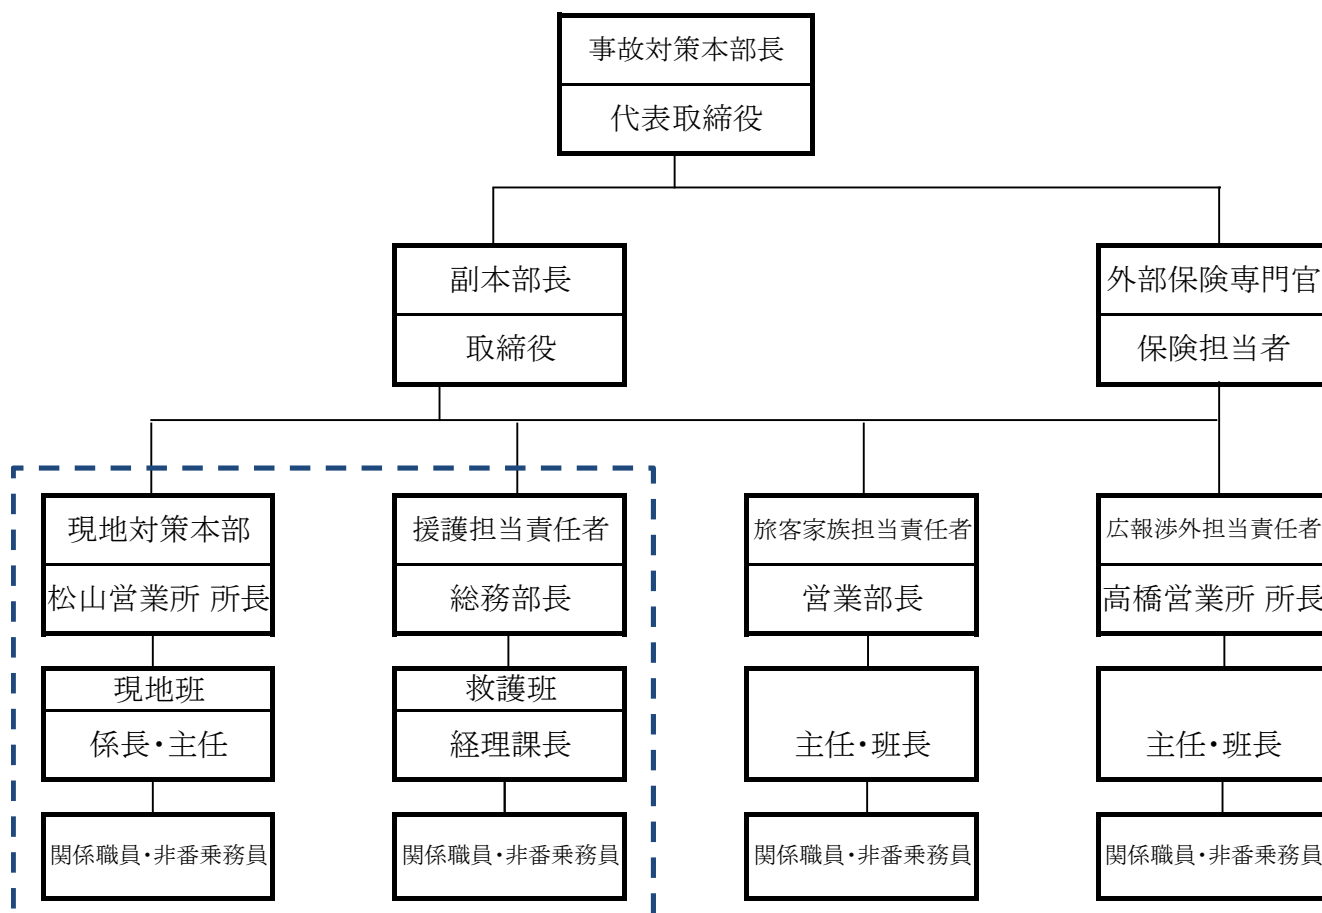 事故対策本部長
代表取締役
副本部長
外部保険専門官
取締役
保険担当者
現地対策本部
援護担当責任者
旅客家族担当責任者
広報渉外担当責任者
松山営業所 所長
総務部長
営業部長
高橋営業所 所長
現地班
救護班
係長・主任
経理課長
主任・班長
主任・班長
関係職員・非番乗務員
関係職員・非番乗務員
関係職員・非番乗務員
関係職員・非番乗務員